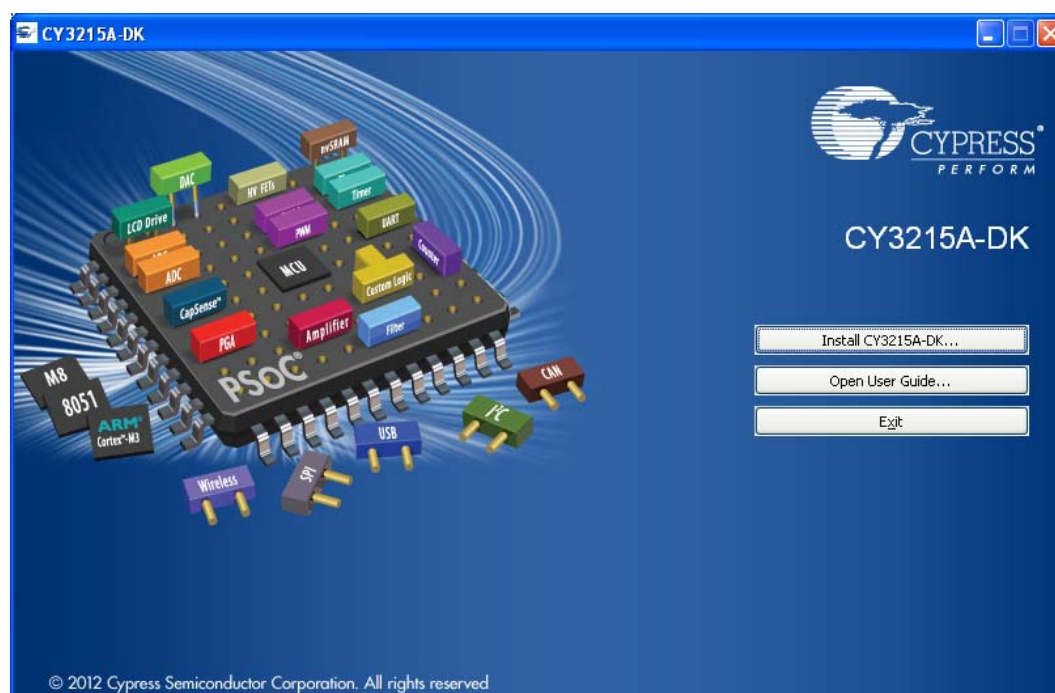 CY3215A-DK
CYPRESS®
PERFORM
CY3215A-DK
Install CY3215A-DK...
Open User Guide...
Exit
nvSRAM
DAC
HV FETs
Timer
LCD Drive
PWM
UART
Counter
ADC
MCU
Custom Logic
CapSense™
PGA
Amplifier
Filter
PSOC®
M8
8051
ARM®
Cortex™-M3
CAN
I²C
USB
SPI
Wireless
© 2012 Cypress Semiconductor Corporation. All rights reserved